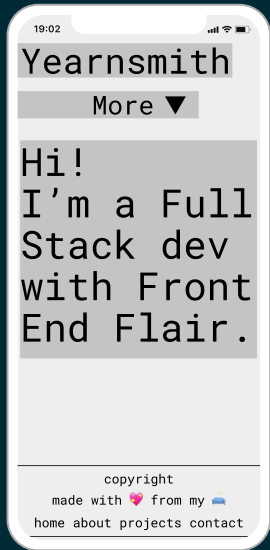 19:02
Yearnsmith
More ▼
Hi!
I’m a Full
Stack dev
with Front
End Flair.
copyright
made with 💖 from my 🛋️
home about projects contact